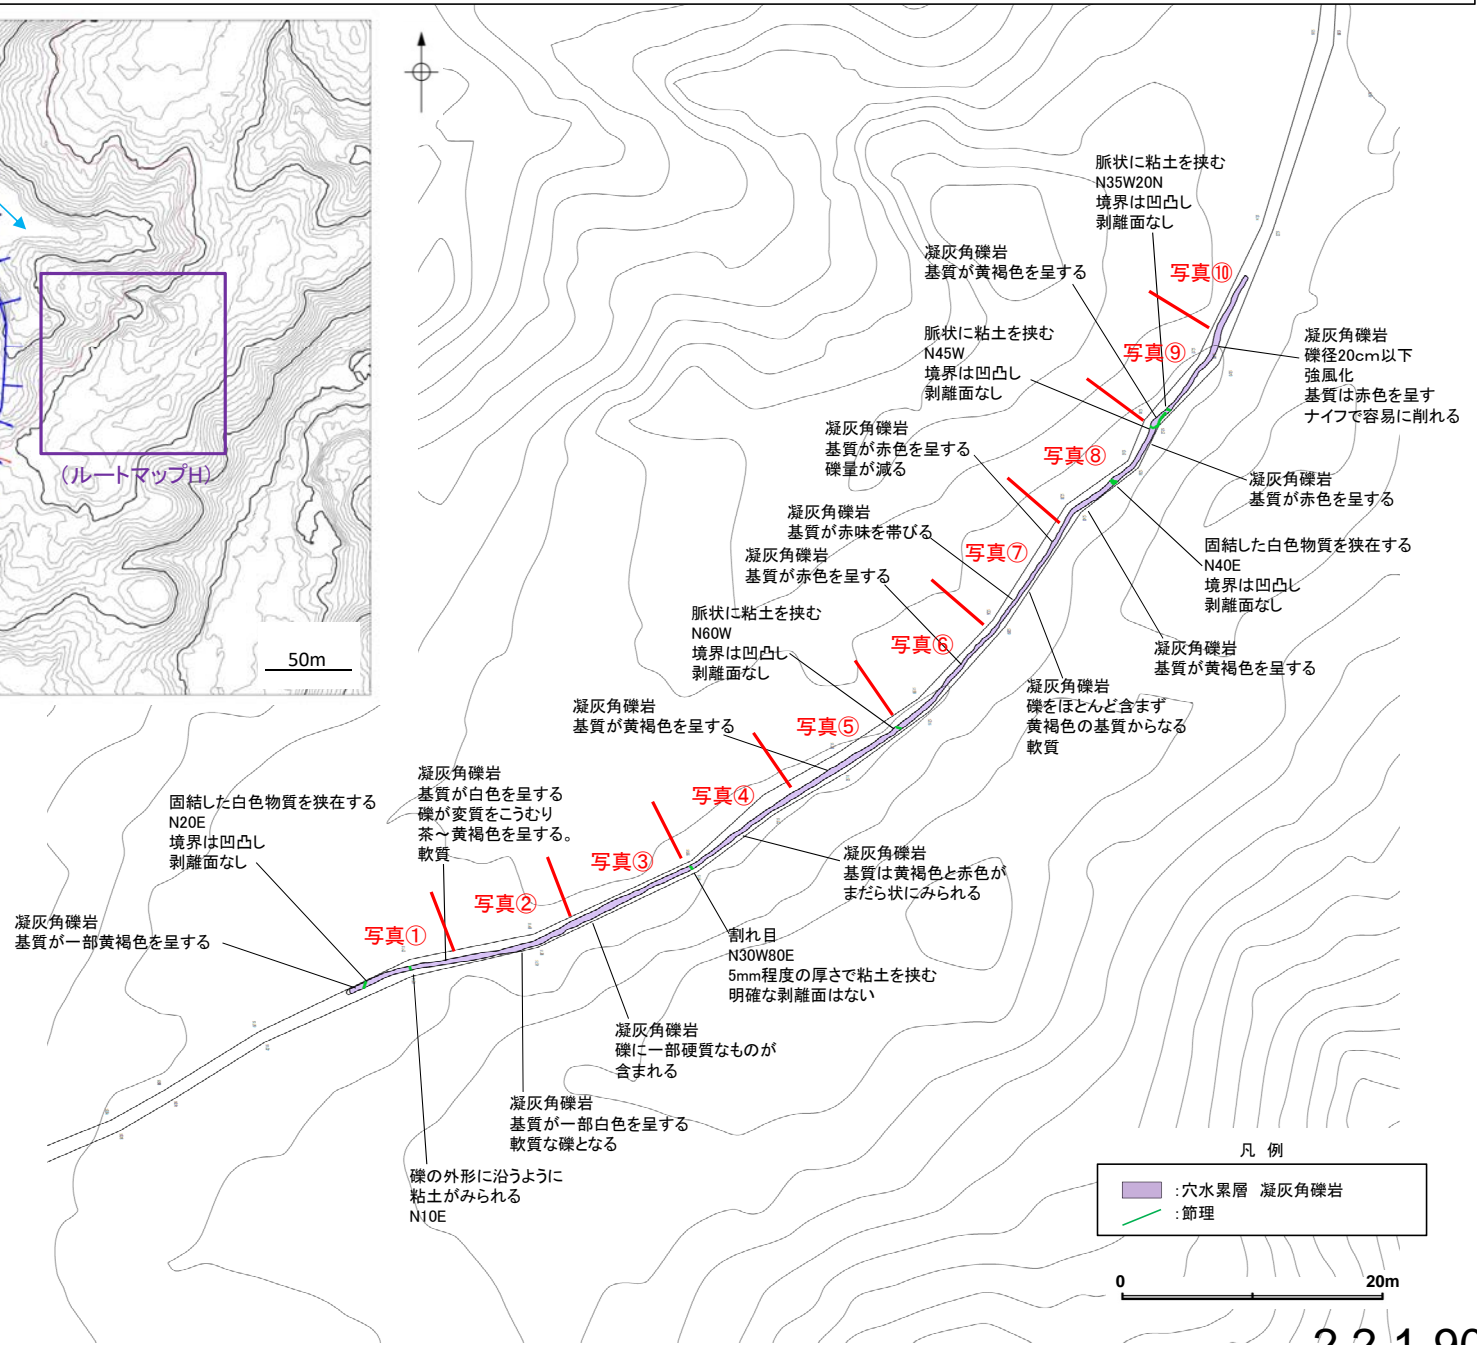 脈状に粘土を挟む
N35W20N
境界は凹凸し
剥離面なし
凝灰角礫岩
基質が黄褐色を呈する
写真⑩
脈状に粘土を挟む
N45W
境界は凹凸し
剥離面なし
写真⑨
凝灰角礫岩
礫径20cm以下
強風化
基質は赤色を呈す
ナイフで容易に削れる
凝灰角礫岩
基質が赤色を呈する
礫量が減る
写真⑧
(ルートマップH)
凝灰角礫岩
基質が赤色を呈する
凝灰角礫岩
基質が赤味を帯びる
写真⑦
固結した白色物質を狭在する
N40E
境界は凹凸し
剥離面なし
凝灰角礫岩
基質が赤色を呈する
脈状に粘土を挟む
N60W
境界は凹凸し
剥離面なし
写真⑥
凝灰角礫岩
基質が黄褐色を呈する
50m
凝灰角礫岩
礫をほとんど含まず
黄褐色の基質からなる
軟質
凝灰角礫岩
基質が黄褐色を呈する
写真⑤
凝灰角礫岩
基質が白色を呈する
礫が変質をこうむり
茶～黄褐色を呈する。
軟質
写真④
固結した白色物質を狭在する
N20E
境界は凹凸し
剥離面なし
写真③
凝灰角礫岩
基質は黄褐色と赤色が
まだら状にみられる
写真②
凝灰角礫岩
基質が一部黄褐色を呈する
写真①
割れ目
N30W80E
5mm程度の厚さで粘土を挟む
明確な剥離面はない
凝灰角礫岩
礫に一部硬質なものが
含まれる
凝灰角礫岩
基質が一部白色を呈する
軟質な礫となる
礫の外形に沿うように
粘土がみられる
N10E
凡 例
:穴水累層 凝灰角礫岩
:節理
0 20m